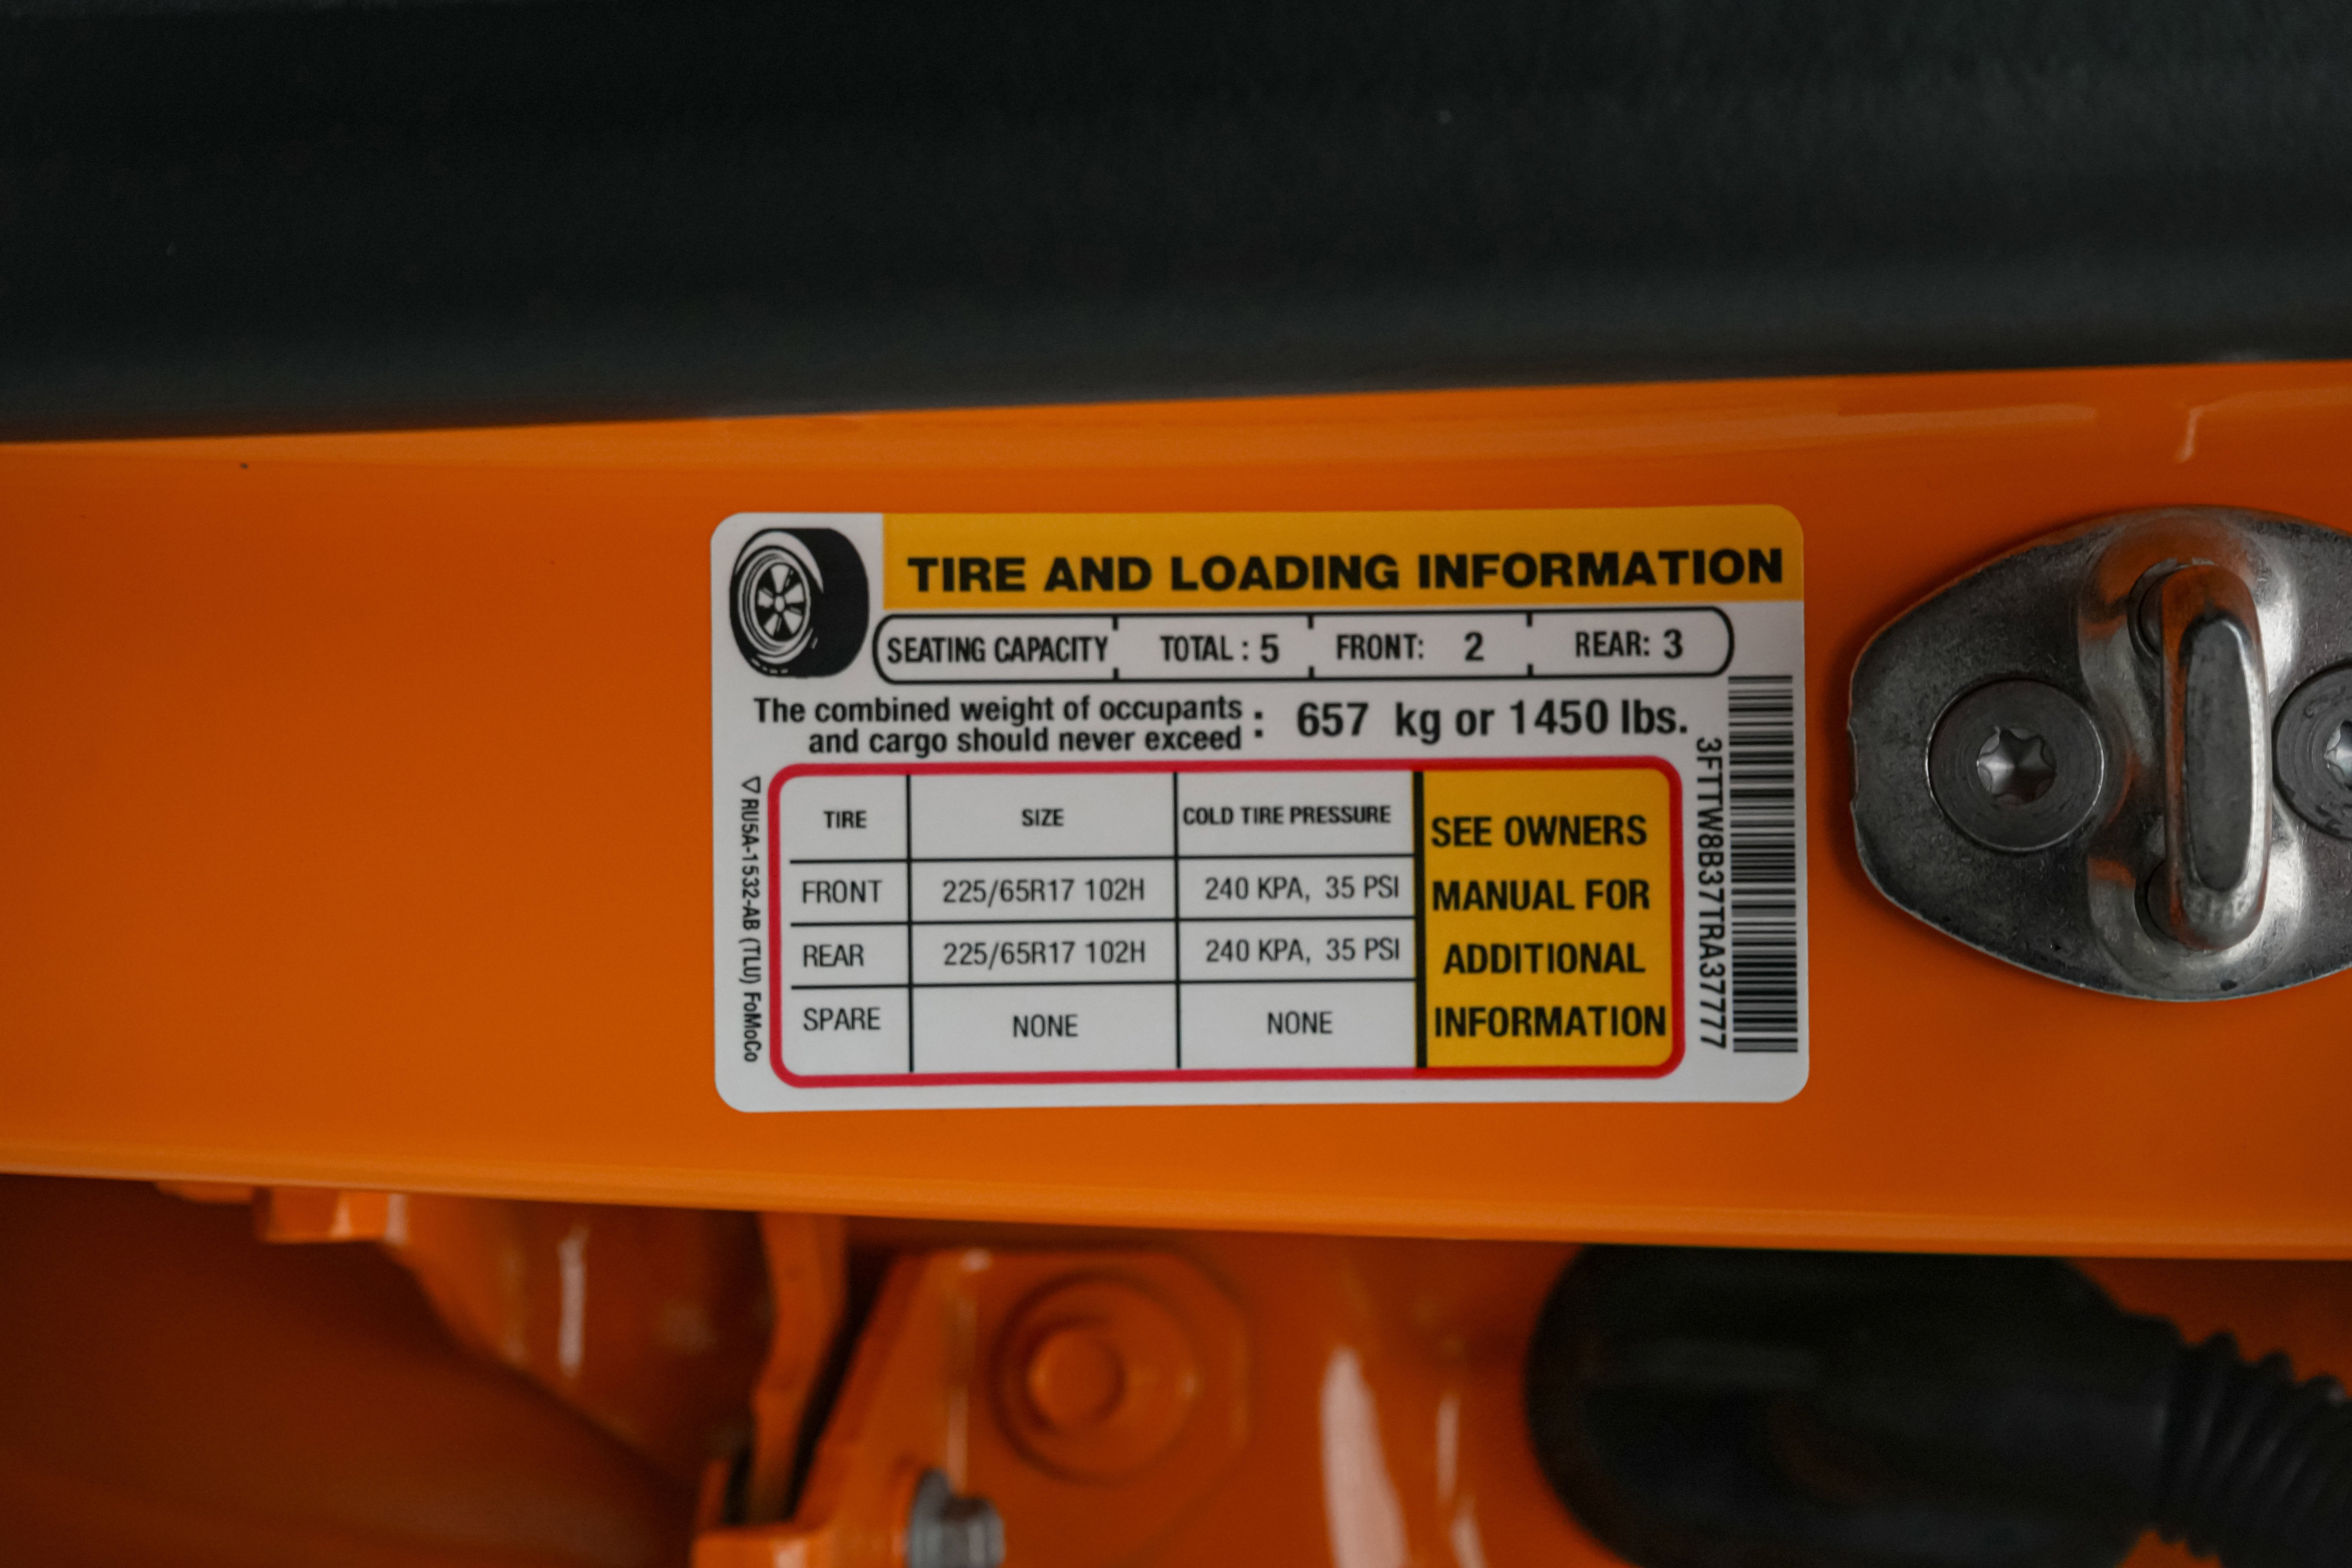 TIRE AND LOADING INFORMATION
SEATING CAPACITY TOTAL : 5 FRONT: 2 REAR: 3
The combined weight of occupants
and cargo should never exceed : 657 kg or 1450 lbs.
TIRE SIZE COLD TIRE PRESSURE
FRONT 225/65R17 102H 240 KPA, 35 PSI
REAR 225/65R17 102H 240 KPA, 35 PSI
SPARE NONE NONE
SEE OWNERS
MANUAL FOR
ADDITIONAL
INFORMATION
RU5A-1532-AB (TLU) FoMoCo
3FTTW8B37TRA37777